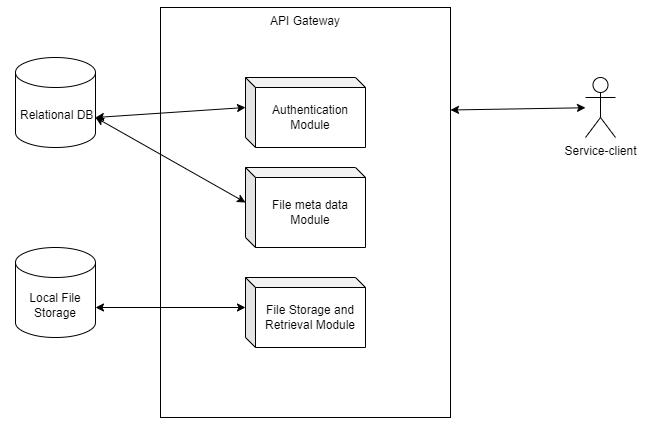 API Gateway
Relational DB
Authentication
Module
Service-client
File meta data
Module
Local File
Storage
File Storage and
Retrieval Module